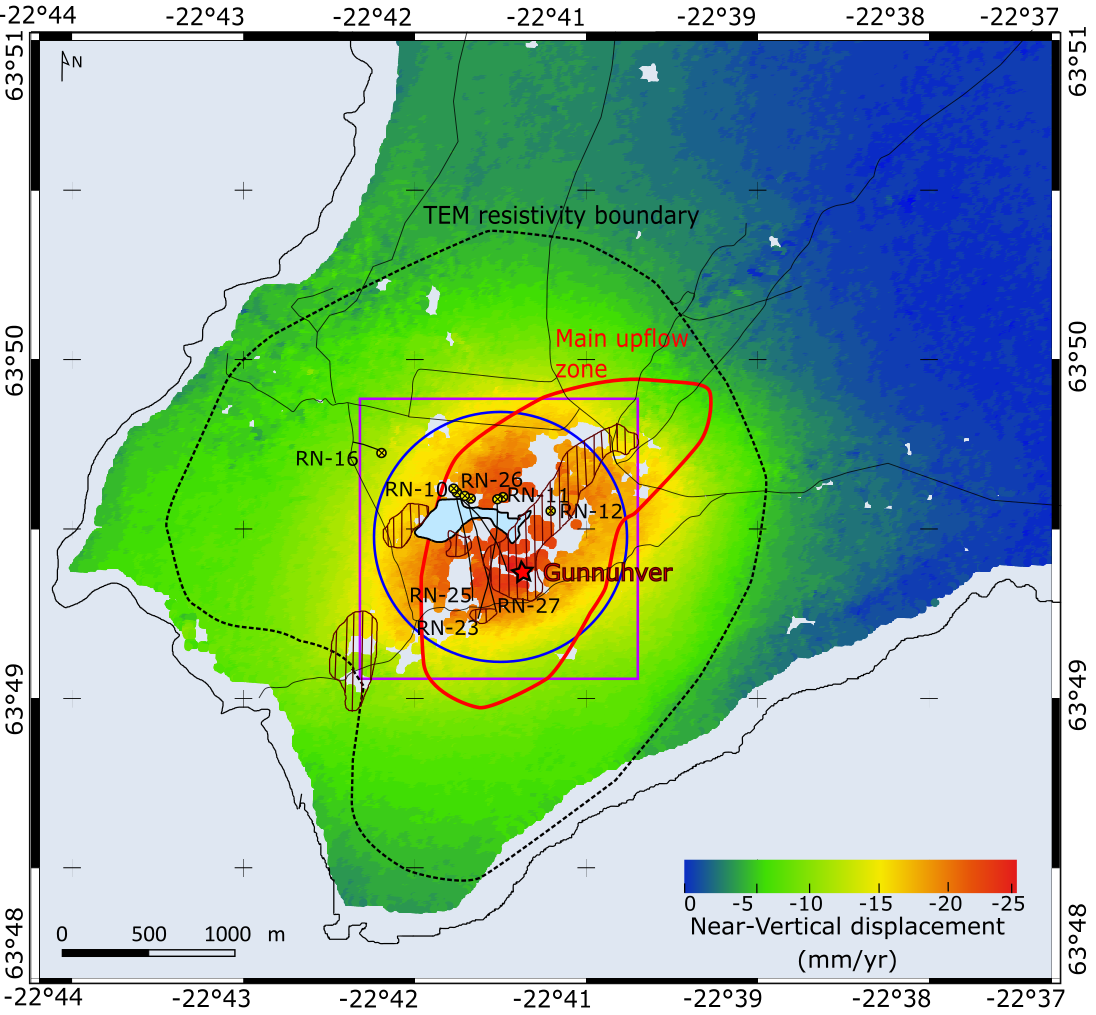 -22°44 -22°43 -22°42 -22°41 -22°39 -22°38 -22°37
63°51
63°51
N
TEM resistivity boundary
Main upflow
zone
63°50
63°50
RN-16
RN-10
RN-26
RN-11
RN-12
Gunnuhver
RN-25
RN-27
RN-23
63°49
63°49
0 -5 -10 -15 -20 -25
Near-Vertical displacement
(mm/yr)
0 500 1000 m
63°48
63°48
-22°44 -22°43 -22°42 -22°41 -22°39 -22°38 -22°37